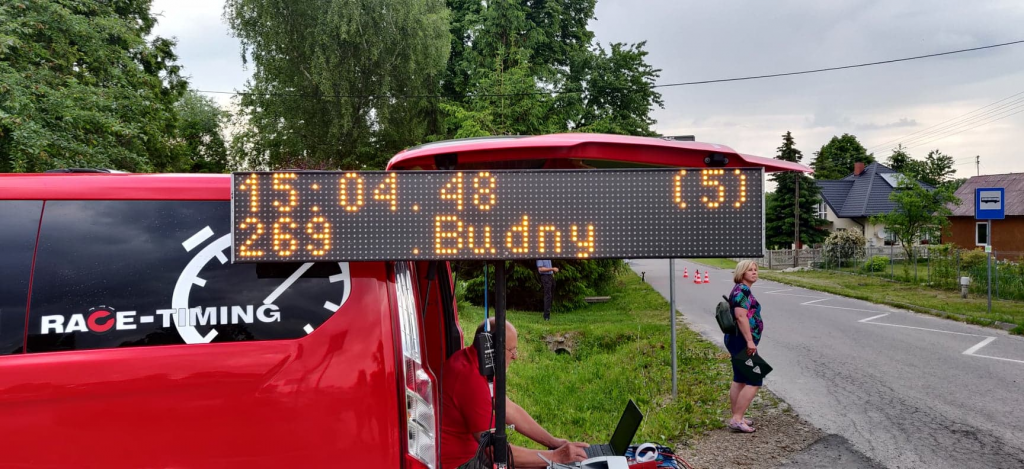 15:04.48 (5)
269 .Budny
RACE-TIMING